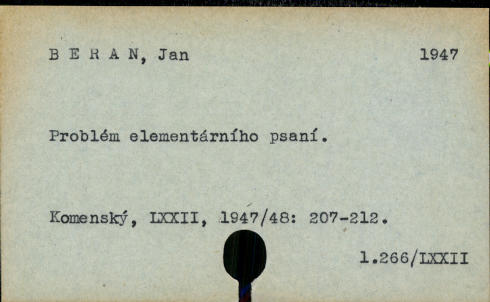 B E R A N, Jan 1947
Problém elementárního psaní.
Komenský, LXXII, 1947/48: 207-212.
1.266/LXXII